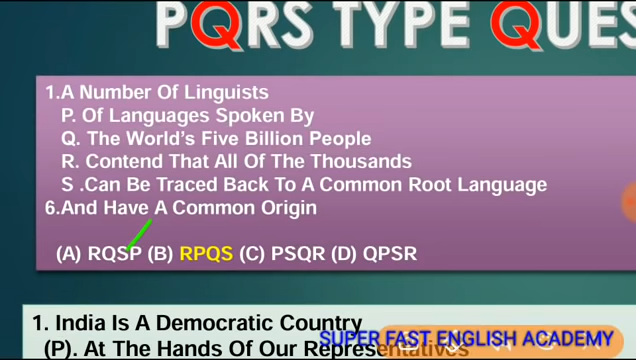 PQRS TYPE QUES
1.A Number Of Linguists
P. Of Languages Spoken By
Q. The World's Five Billion People
R. Contend That All Of The Thousands
S .Can Be Traced Back To A Common Root Language
6.And Have A Common Origin
(A) RQSP (B) RPQS (C) PSQR (D) QPSR
1. India Is A Democratic Country
(P). At The Hands Of Our Representatives
SUPER FAST ENGLISH ACADEMY